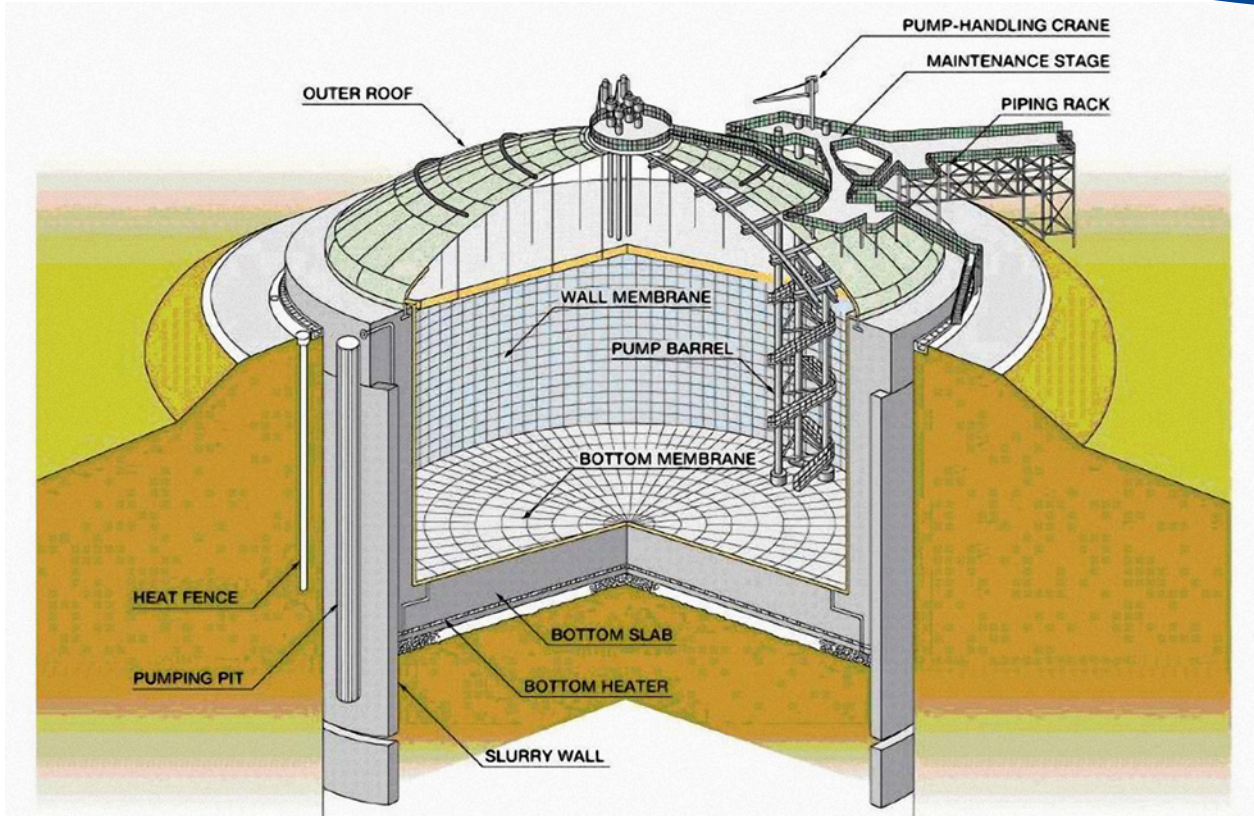 PUMP-HANDLING CRANE
MAINTENANCE STAGE
OUTER ROOF
PIPING RACK
WALL MEMBRANE
PUMP BARREL
BOTTOM MEMBRANE
HEAT FENCE
BOTTOM SLAB
PUMPING PIT
BOTTOM HEATER
SLURRY WALL